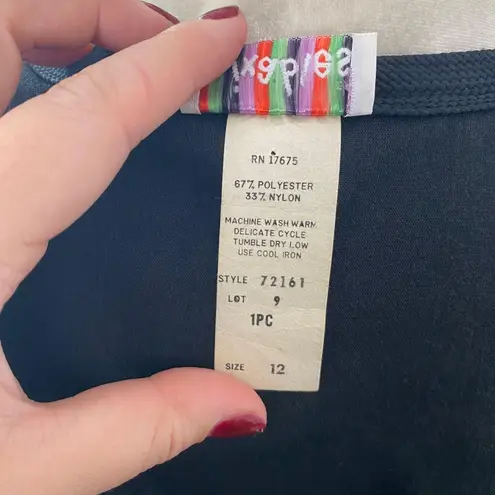 RN 17675
67% POLYESTER
33% NYLON
MACHINE WASH WARM
DELICATE CYCLE
TUMBLE DRY LOW
USE COOL IRON
STYLE 72161
LOT 9
1PC
SIZE 12